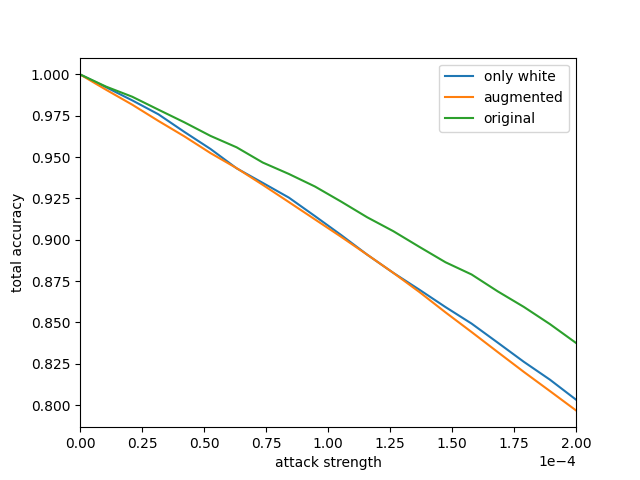 only white
augmented
original
1.000
0.975
0.950
0.925
0.900
0.875
0.850
0.825
0.800
total accuracy
0.00 0.25 0.50 0.75 1.00 1.25 1.50 1.75 2.00
attack strength
1e−4